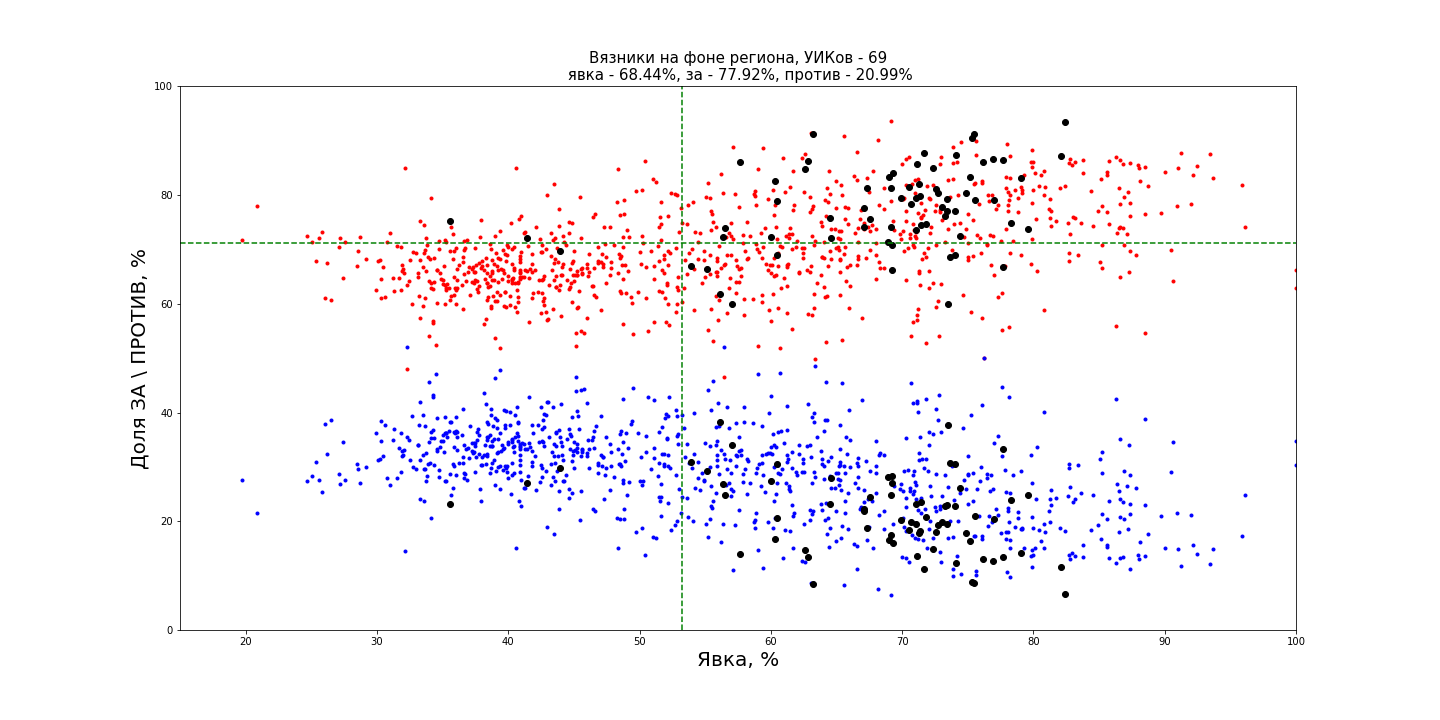 Вязники на фоне региона, УИКов - 69
явка - 68.44%, за - 77.92%, против - 20.99%
100
80
60
40
20
0
Доля ЗА \ ПРОТИВ, %
20 30 40 50 60 70 80 90 100
Явка, %